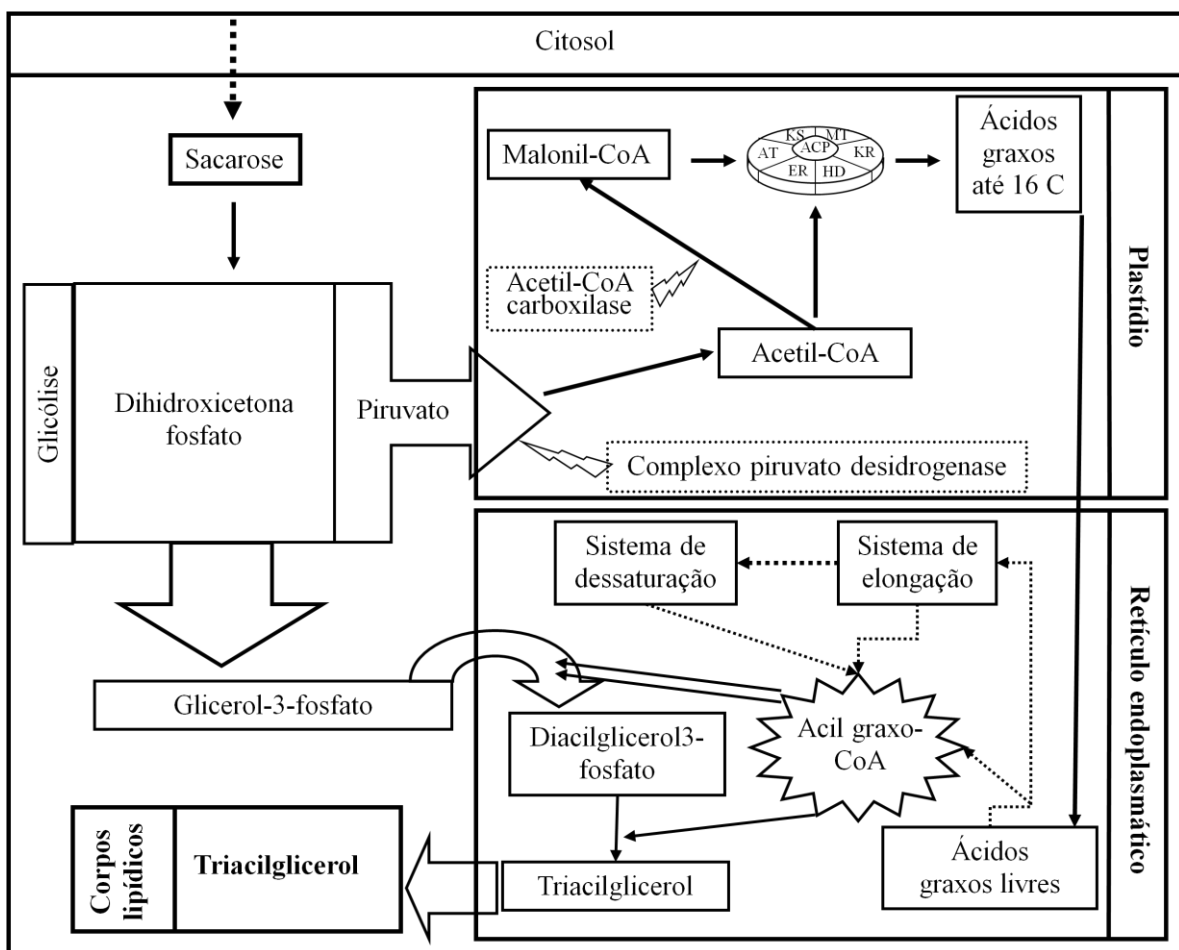 Citosol
Sacarose
Glicólise
Dihidroxicetona
fosfato
Piruvato
Malonil-CoA
KS
MT
AT
ACP
KR
ER
HD
Ácidos
graxos
até 16 C
Acetil-CoA
carboxilase
Acetil-CoA
Complexo piruvato desidrogenase
Plastídio
Sistema de
dessaturação
Sistema de
elongação
Glicerol-3-fosfato
Diacilglicerol3-
fosfato
Acil graxo-
CoA
Ácidos
graxos livres
Triacilglicerol
Corpos
lipídicos
Triacilglicerol
Retículo endoplasmático